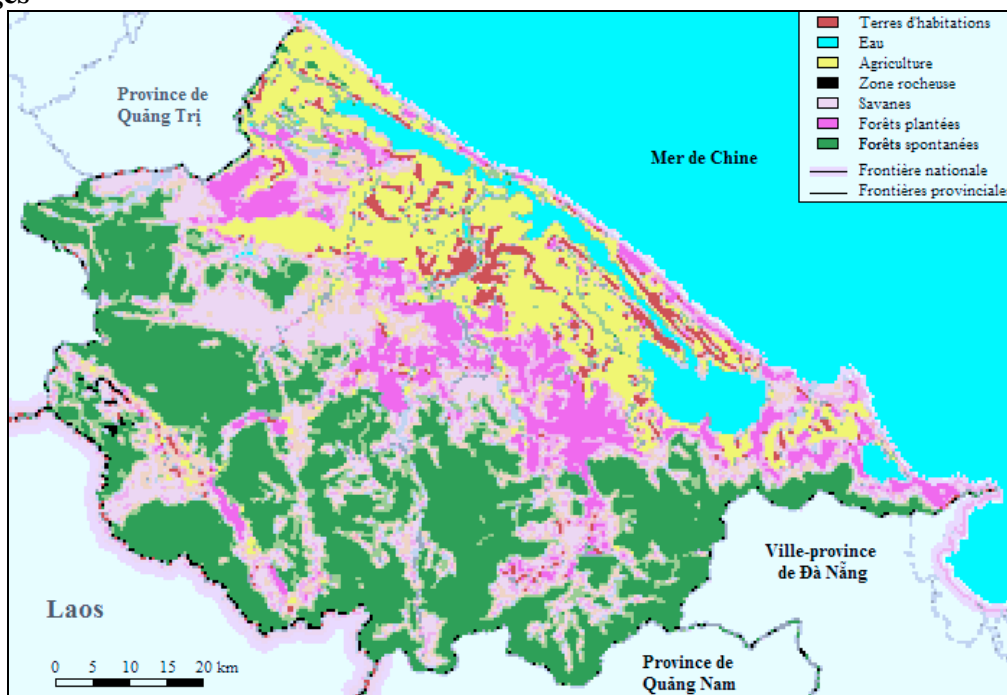 Province de
Quảng Trị
Mer de Chine
Terres d'habitations
Eau
Agriculture
Zone rocheuse
Savanes
Forêts plantées
Forêts spontanées
Frontière nationale
Frontières provinciale
Laos
Ville-province
de Đà Nẵng
Province de
Quảng Nam
0 5 10 15 20 km